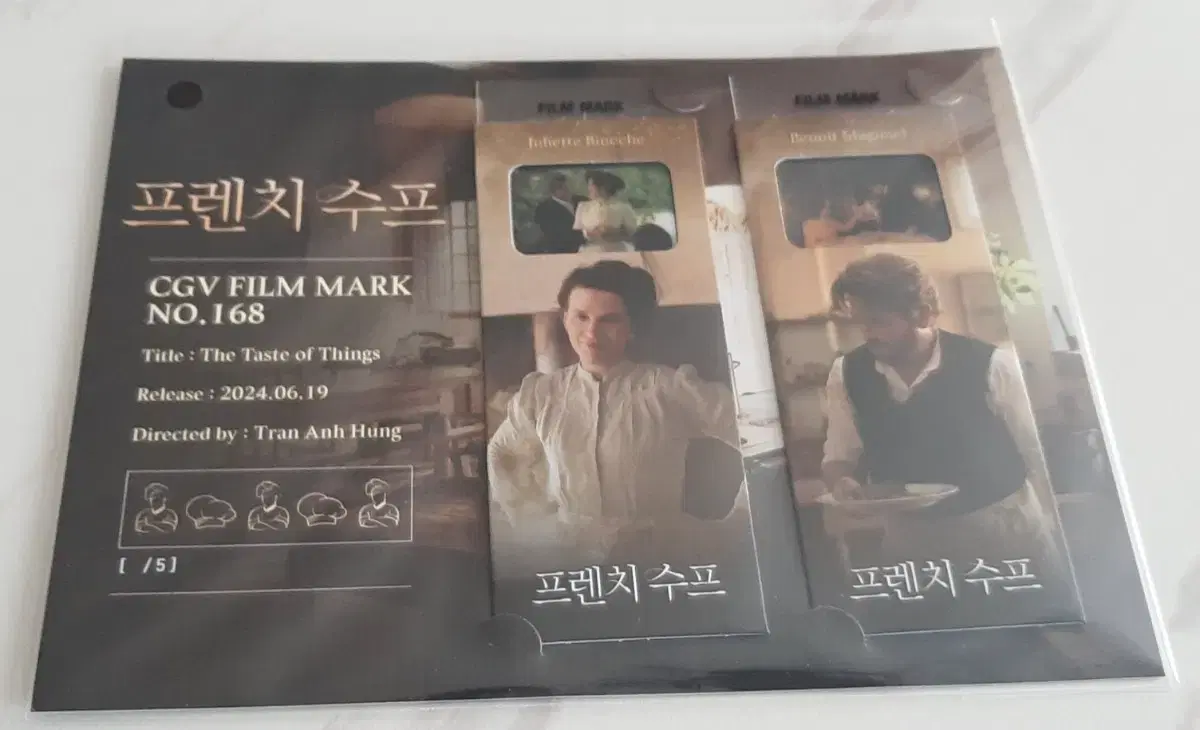 프렌치 수프
CGV FILM MARK
NO.168
Title : The Taste of Things
Release : 2024.06.19
Directed by : Tran Anh Hung
[ /5]
FILM MARK
Juliette Binoche
프렌치 수프
FILM MARK
Benoît Magimel
프렌치 수프